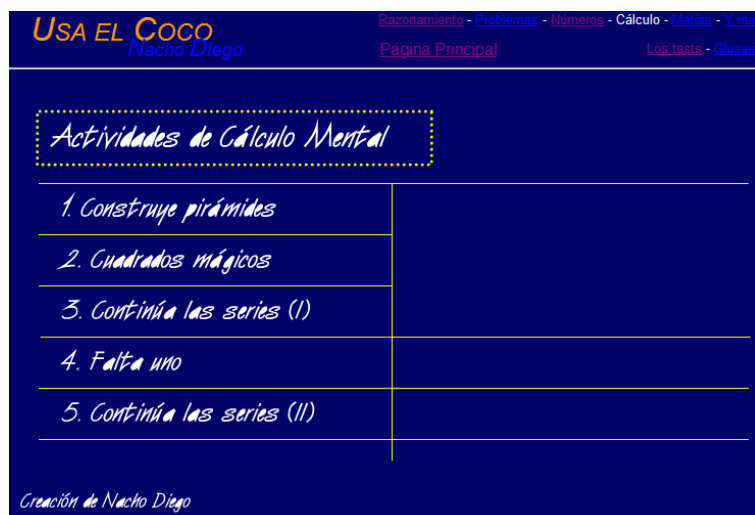 USA EL COCO
Nacho Diego
Razonamiento - Problemas - Números - Cálculo - Matías - Y más
Página Principal
Los tests -
Actividades de Cálculo Mental
1. Construye pirámides
2. Cuadrados mágicos
3. Continúa las series (I)
4. Falta uno
5. Continúa las series (II)
Creación de Nacho Diego